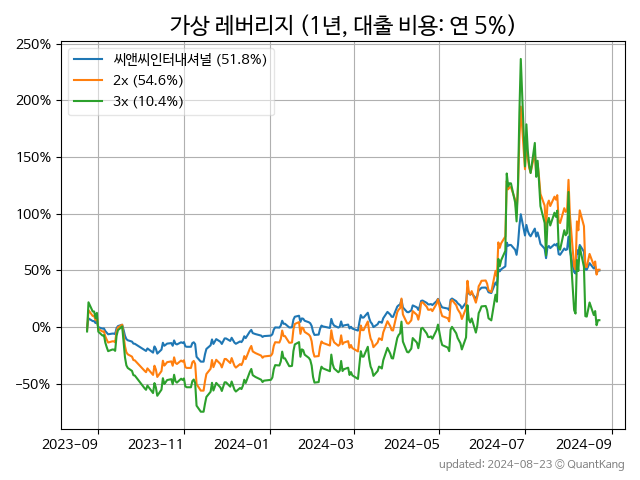 가상 레버리지 (1년, 대출 비용: 연 5%)
250%
200%
150%
100%
50%
0%
−50%
씨앤씨인터내셔널 (51.8%)
2x (54.6%)
3x (10.4%)
2023-09
2023-11
2024-01
2024-03
2024-05
2024-07
2024-09
updated: 2024-08-23 © QuantKang